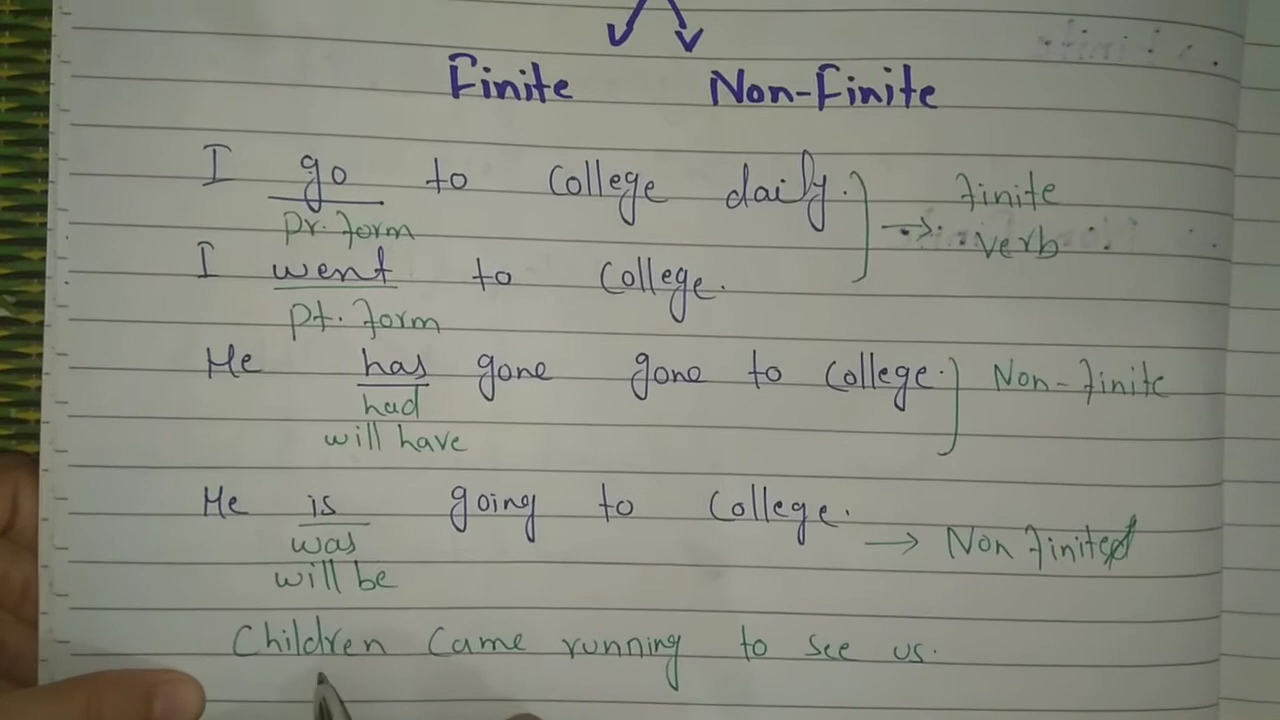 Finite Non-Finite
I go to College daily. → finite
pr. form verb
I went to College.
pt. form
He has gone gone to College. Non-finite
had
will have
He is going to College.
was → Non finite
will be
Children Came running to see us.